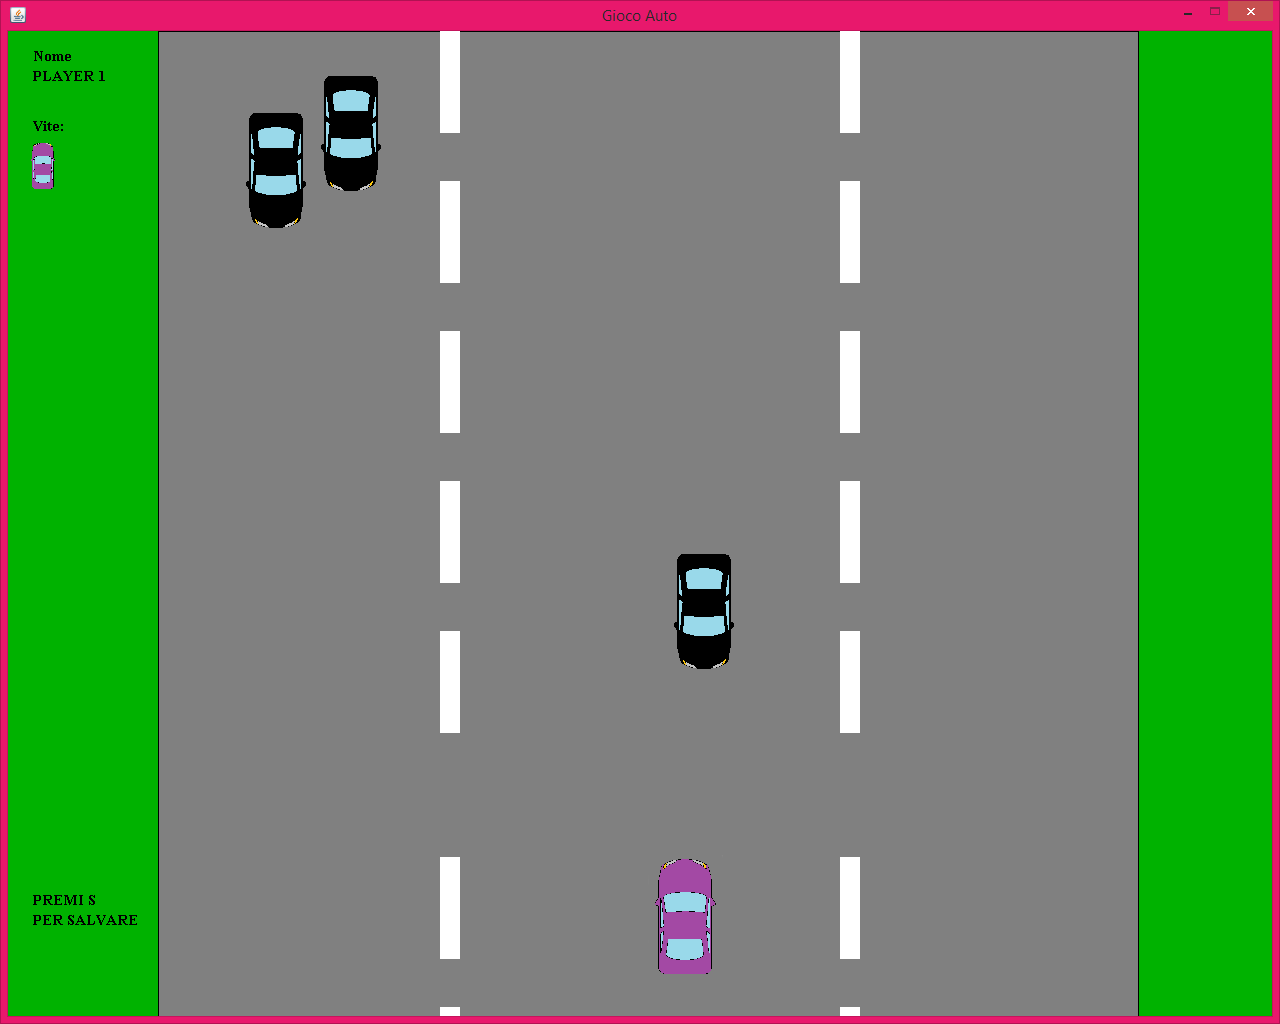 Gioco Auto
Nome
PLAYER 1
Vite:
PREMI S
PER SALVARE